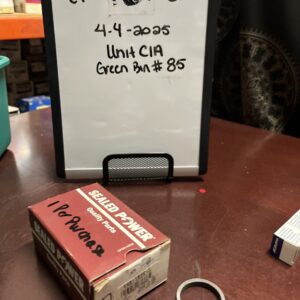 4-4-2025
Unit C1A
Green Bin # 85
SEALED POWER
Quality Parts
1 Per Purchase
SEALED POWER